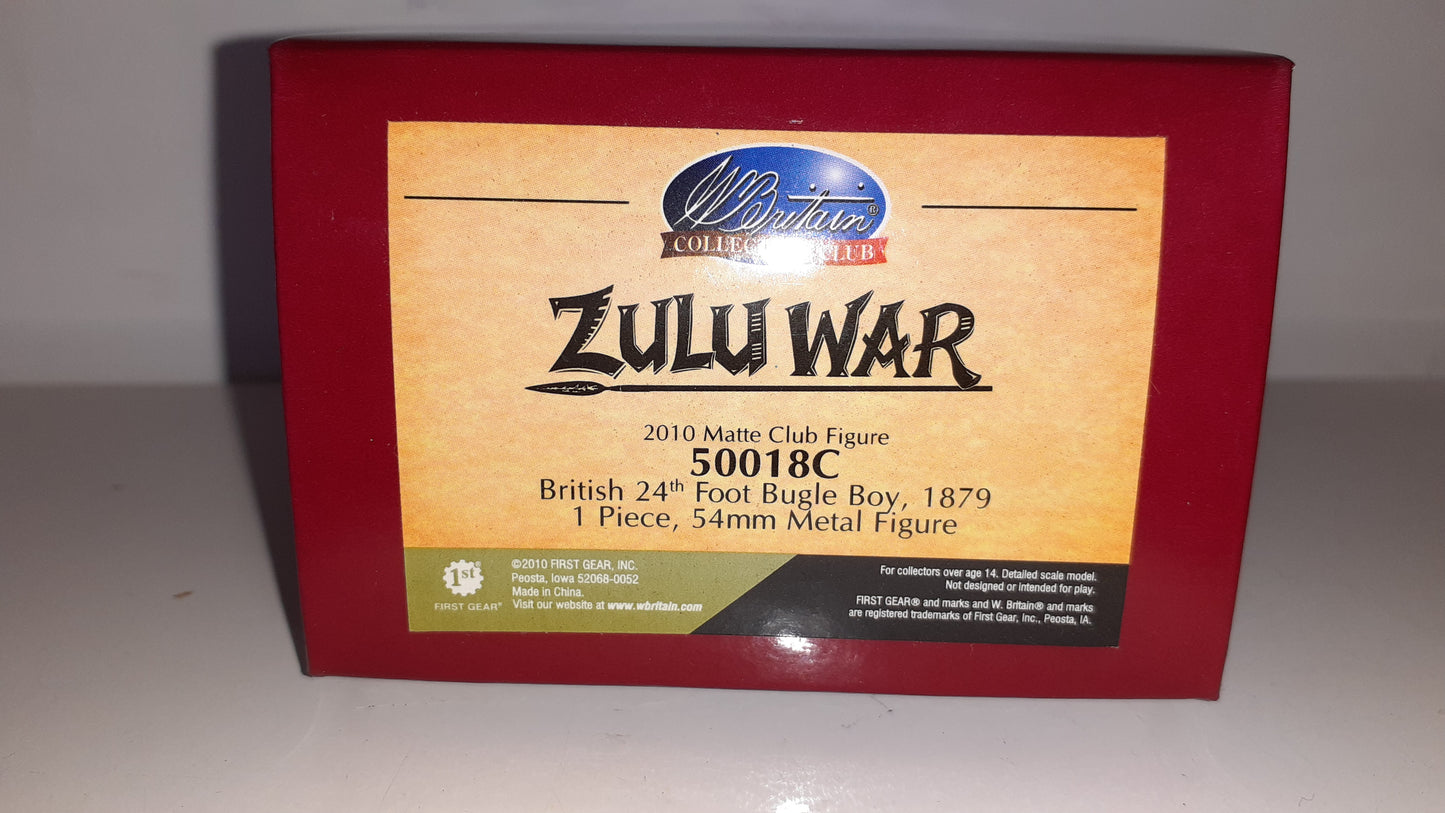 W Britain®
COLLEC CLUB
ZULU WAR
2010 Matte Club Figure
50018C
British 24th Foot Bugle Boy, 1879
1 Piece, 54mm Metal Figure
1st®
FIRST GEAR®
©2010 FIRST GEAR, INC.
Peosta, Iowa 52068-0052
Made in China.
Visit our website at www.wbritain.com
For collectors over age 14. Detailed scale model.
Not designed or intended for play.
FIRST GEAR® and marks and W. Britain® and marks
are registered trademarks of First Gear, Inc., Peosta, IA.